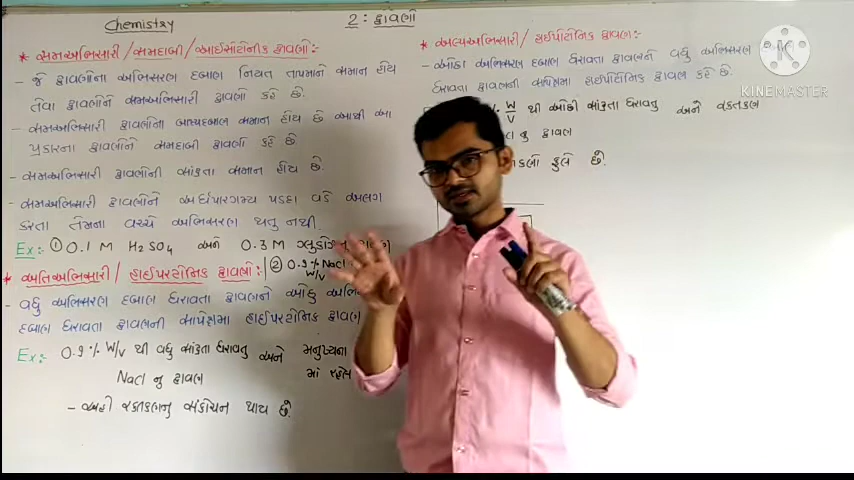 Chemistry
2 : દ્રાવણો
* સમઅભિસારી / સમદાબી / આઈસોટોનિક દ્રાવણો :-
- જે દ્રાવણોના અભિસરણ દબાણ નિયત તાપમાને સમાન હોય
તેવા દ્રાવણોને સમઅભિસારી દ્રાવણો કહે છે.
- સમઅભિસારી દ્રાવણોના બાષ્પદબાણ સમાન હોય છે આથી આ
પ્રકારના દ્રાવણોને સમદાબી દ્રાવણો કહે છે.
- સમઅભિસારી દ્રાવણોની સાંદ્રતા સમાન હોય છે.
- સમઅભિસારી દ્રાવણોને અર્ધપારગમ્ય પડદા વડે અલગ
કરતા તેમના વચ્ચે અભિસરણ થતુ નથી.
Ex:- ① 0.1 M H₂SO₄ અને 0.3 M
② 0.9 % NaCl
W/V
* અતિઅભિસારી / હાઈપરટોનિક દ્રાવણો :
- વધુ અભિસરણ દબાણ ધરાવતા દ્રાવણને ઓછુ
દબાણ ધરાવતા દ્રાવણની સાપેક્ષમાં હાઈપરટોનિક દ્રાવણ
Ex:- 0.9 % W/V થી વધુ સાંદ્રતા ધરાવતુ અને મનુષ્યના
NaCl નુ દ્રાવણ
- અહી રક્તકણનુ સંકોચન થાય છે.
* અલ્પઅભિસારી / હાઈપોટોનિક દ્રાવણ :-
- ઓછા અભિસરણ દબાણ ધરાવતા દ્રાવણને વધુ અભિસરણ
ધરાવતા દ્રાવણની સાપેક્ષમાં હાઈપોટોનિક દ્રાવણ કહે છે.
W/V થી ઓછી સાંદ્રતા ધરાવતુ અને રક્તકણ
નુ દ્રાવણ
ફુલે છે.
KINEMASTER